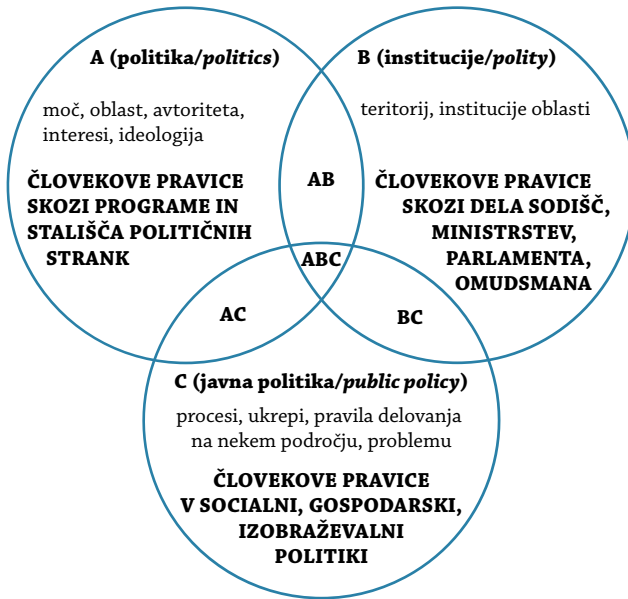 A (politika/politics)
moč, oblast, avtoriteta,
interesi, ideologija
ČLOVEKOVE PRAVICE
SKOZI PROGRAME IN
STALIŠČA POLITIČNIH
STRANK
B (institucije/polity)
teritorij, institucije oblasti
ČLOVEKOVE PRAVICE
SKOZI DELA SODIŠČ,
MINISTRSTEV,
PARLAMENTA,
OMUDSMANA
AB
ABC
AC
BC
C (javna politika/public policy)
procesi, ukrepi, pravila delovanja
na nekem področju, problemu
ČLOVEKOVE PRAVICE
V SOCIALNI, GOSPODARSKI,
IZOBRAŽEVALNI
POLITIKI